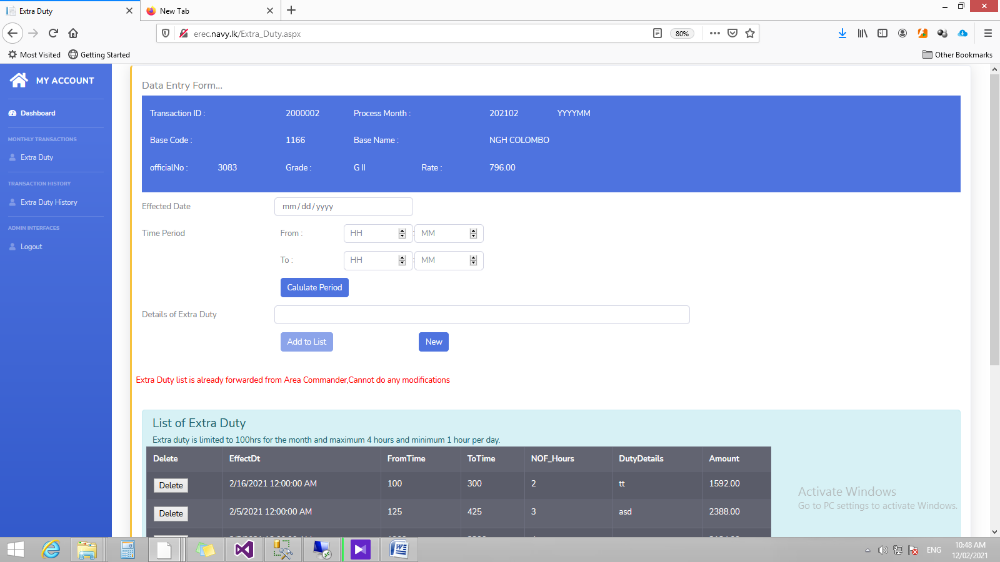 Extra Duty
New Tab
erec.navy.lk/Extra_Duty.aspx
80%
Most Visited
Getting Started
Other Bookmarks
MY ACCOUNT
Dashboard
MONTHLY TRANSACTIONS
Extra Duty
TRANSACTION HISTORY
Extra Duty History
ADMIN INTERFACES
Logout
Data Entry Form...
Transaction ID : 2000002 Process Month : 202102 YYYYMM
Base Code : 1166 Base Name : NGH COLOMBO
officialNo : 3083 Grade : G II Rate : 796.00
Effected Date mm/dd/yyyy
Time Period From : HH : MM
To : HH : MM
Calulate Period
Details of Extra Duty
Add to List New
Extra Duty list is already forwarded from Area Commander,Cannot do any modifications
List of Extra Duty
Extra duty is limited to 100hrs for the month and maximum 4 hours and minimum 1 hour per day.
Delete EffectDt FromTime ToTime NOF_Hours DutyDetails Amount
Delete 2/16/2021 12:00:00 AM 100 300 2 tt 1592.00
Delete 2/5/2021 12:00:00 AM 125 425 3 asd 2388.00
Activate Windows
Go to PC settings to activate Windows.
ENG
10:48 AM
12/02/2021